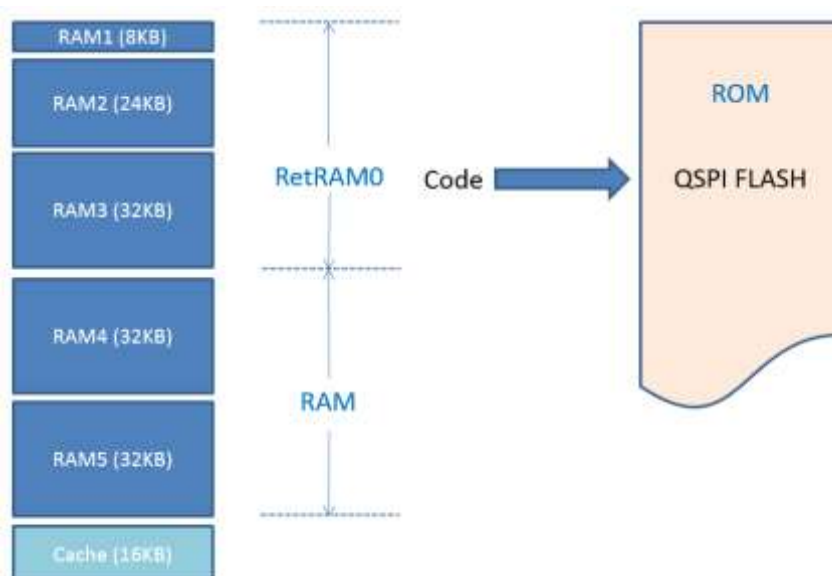 RAM1 (8KB)
RAM2 (24KB)
RAM3 (32KB)
RAM4 (32KB)
RAM5 (32KB)
Cache (16KB)
RetRAM0
RAM
Code
ROM
QSPI FLASH